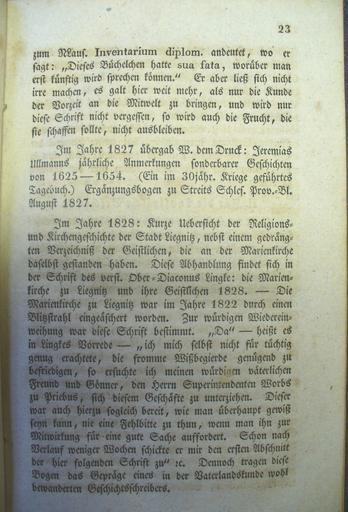 23
zum Nlaus. Inventarium diplom. andeutet, wo er
sagt: „Dieses Büchelchen hatte sua fata, worüber man
erst künftig wird sprechen können.“ Er aber ließ sich nicht
irre machen, es galt hier weit mehr, als nur die Kunde
der Vorzeit an die Mitwelt zu bringen, und wird nur
diese Schrift nicht vergessen, so wird auch die Frucht, die
sie schaffen sollte, nicht ausbleiben.
Im Jahre 1827 übergab W. dem Druck: Jeremias
Ullmanns jährliche Anmerkungen sonderbarer Geschichten
von 1625—1654. (Ein im 30jähr. Kriege geführtes
Tagebuch.) Ergänzungsbogen zu Streits Schles. Prov.-Bl.
August 1827.
Im Jahre 1828: Kurze Uebersicht der Religions-
und Kirchengeschichte der Stadt Liegnitz, nebst einem gedräng-
ten Verzeichniß der Geistlichen, die an der Marienkirche
daselbst gestanden haben. Diese Abhandlung findet sich in
der Schrift des verst. Ober-Diaconus Lingke: die Marien-
kirche zu Liegnitz und ihre Geistlichen 1828. — Die
Marienkirche zu Liegnitz war im Jahre 1822 durch einen
Blitzstrahl eingeäschert worden. Zur würdigen Wiederein-
weihung war diese Schrift bestimmt. „Da“ — heißt es
in Lingkes Vorrede — „ich mich selbst nicht für tüchtig
genug erachtete, die fromme Wißbegierde genügend zu
befriedigen, so ersuchte ich meinen würdigen väterlichen
Freund und Gönner, den Herrn Superintendenten Worbs
zu Priebus, sich diesem Geschäfte zu unterziehen. Dieser
war auch hierzu sogleich bereit, wie man überhaupt gewiß
seyn kann, nie eine Fehlbitte zu thun, wenn man ihn zur
Mitwirkung für eine gute Sache auffordert. Schon nach
Verlauf weniger Wochen schickte er mir den ersten Abschnitt
der hier folgenden Schrift zu“ ꝛc. Dennoch tragen diese
Bogen das Gepräge eines in der Vaterlandskunde wohl
bewanderten Geschichtsschreibers.